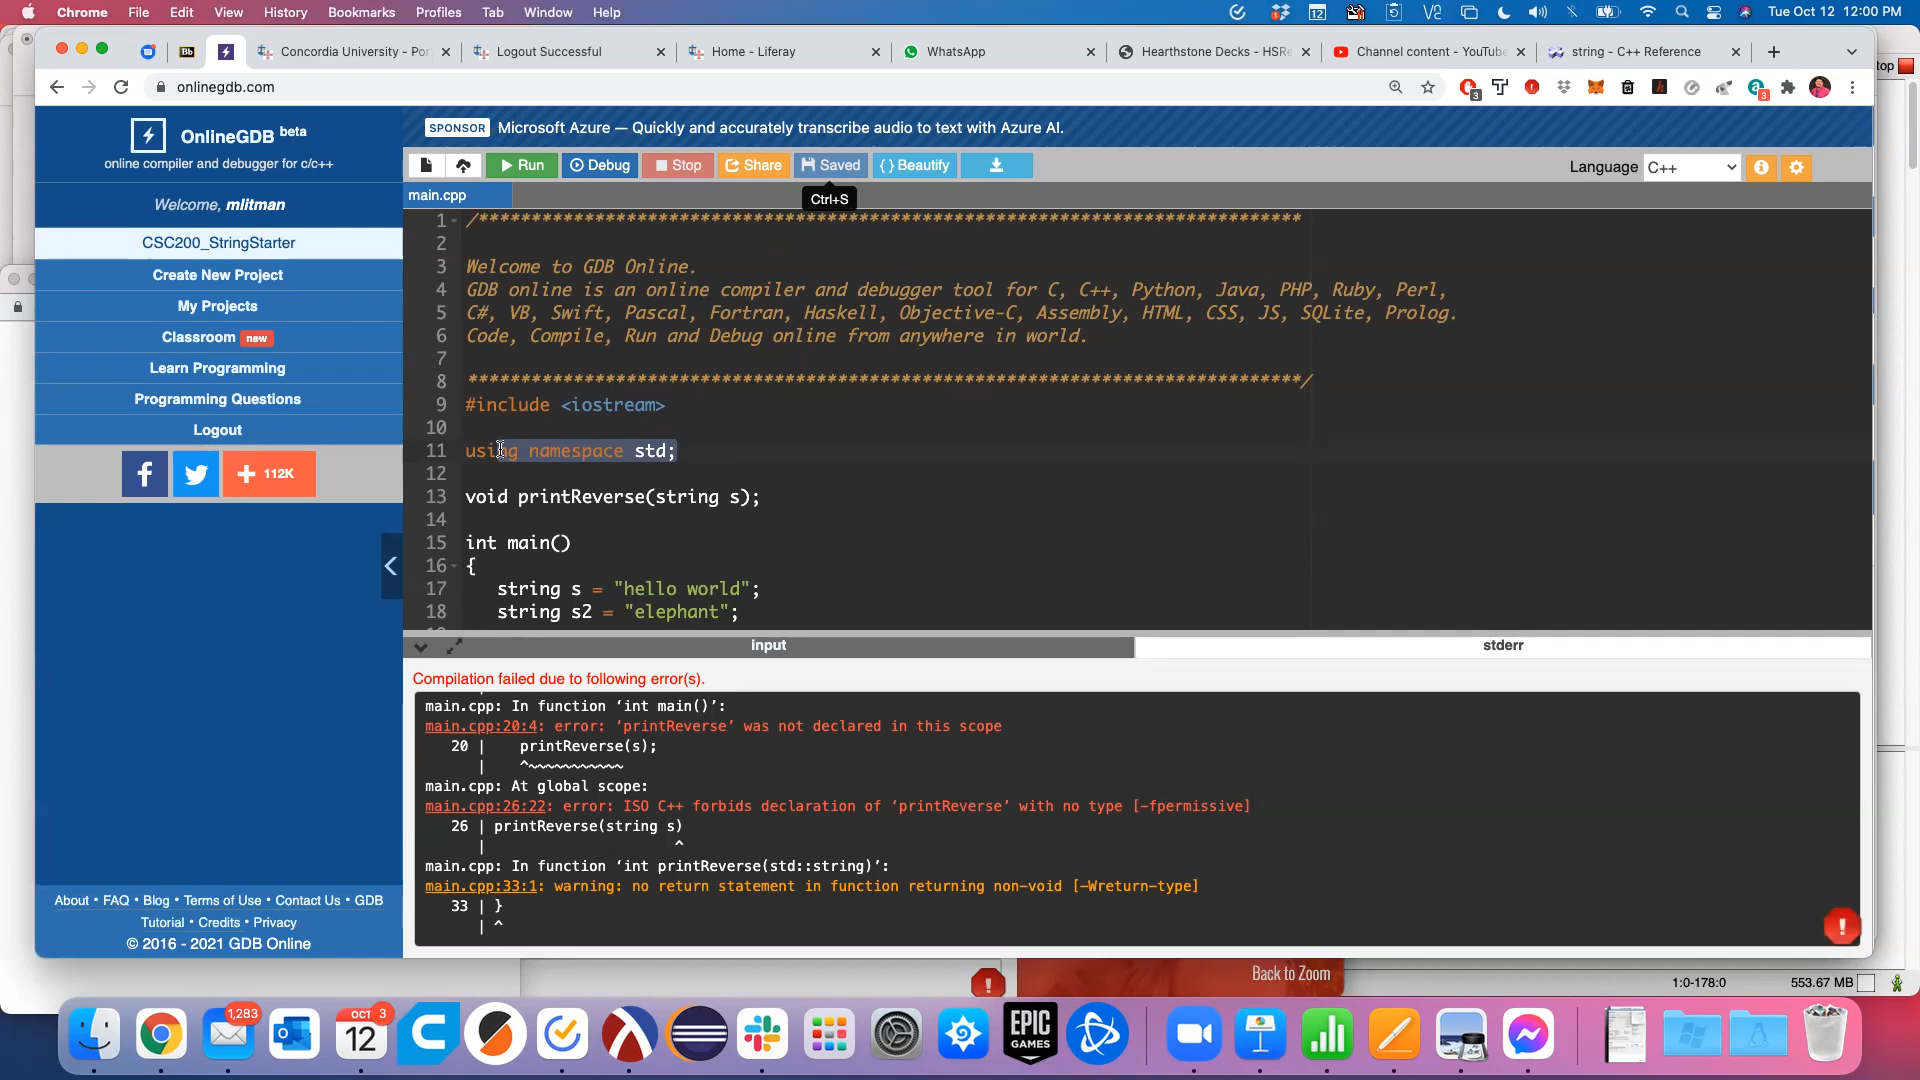 Chrome File Edit View History Bookmarks Profiles Tab Window Help
12
Tue Oct 12 12:00 PM
Bb
Concordia University - Por
Logout Successful
Home - Liferay
WhatsApp
Hearthstone Decks - HSRe
Channel content - YouTube
string - C++ Reference
onlinegdb.com
3
3
top
OnlineGDB beta
online compiler and debugger for c/c++
Welcome, mlitman
CSC200_StringStarter
Create New Project
My Projects
Classroom new
Learn Programming
Programming Questions
Logout
112K
About • FAQ • Blog • Terms of Use • Contact Us • GDB
Tutorial • Credits • Privacy
© 2016 - 2021 GDB Online
SPONSOR Microsoft Azure — Quickly and accurately transcribe audio to text with Azure AI.
Run Debug Stop Share Saved { } Beautify
Language C++
main.cpp
Ctrl+S
1 /******************************************************************************
2
3 Welcome to GDB Online.
4 GDB online is an online compiler and debugger tool for C, C++, Python, Java, PHP, Ruby, Perl,
5 C#, VB, Swift, Pascal, Fortran, Haskell, Objective-C, Assembly, HTML, CSS, JS, SQLite, Prolog.
6 Code, Compile, Run and Debug online from anywhere in world.
7
8 *******************************************************************************/
9 #include <iostream>
10
11 using namespace std;
12
13 void printReverse(string s);
14
15 int main()
16 {
17 string s = "hello world";
18 string s2 = "elephant";
input
stderr
Compilation failed due to following error(s).
main.cpp: In function ‘int main()’:
main.cpp:20:4: error: ‘printReverse’ was not declared in this scope
20 | printReverse(s);
| ^~~~~~~~~~~~
main.cpp: At global scope:
main.cpp:26:22: error: ISO C++ forbids declaration of ‘printReverse’ with no type [-fpermissive]
26 | printReverse(string s)
| ^
main.cpp: In function ‘int printReverse(std::string)’:
main.cpp:33:1: warning: no return statement in function returning non-void [-Wreturn-type]
33 | }
| ^
Back to Zoom
1:0-178:0
553.67 MB
1,283
OCT 3
12
EPIC
GAMES